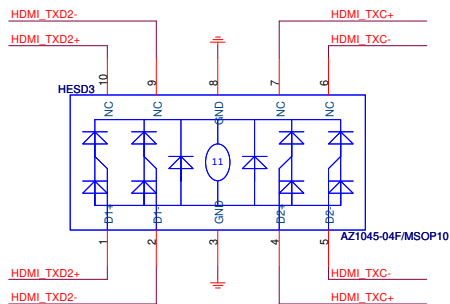 HDMI_TXD2-
HDMI_TXC+
HDMI_TXD2+
HDMI_TXC-
10
9
8
7
6
HESD3
NC
NC
GND
NC
NC
11
D1+
D1-
GND
D2+
D2-
1
2
3
4
5
AZ1045-04F/MSOP10
HDMI_TXD2+
HDMI_TXC-
HDMI_TXD2-
HDMI_TXC+